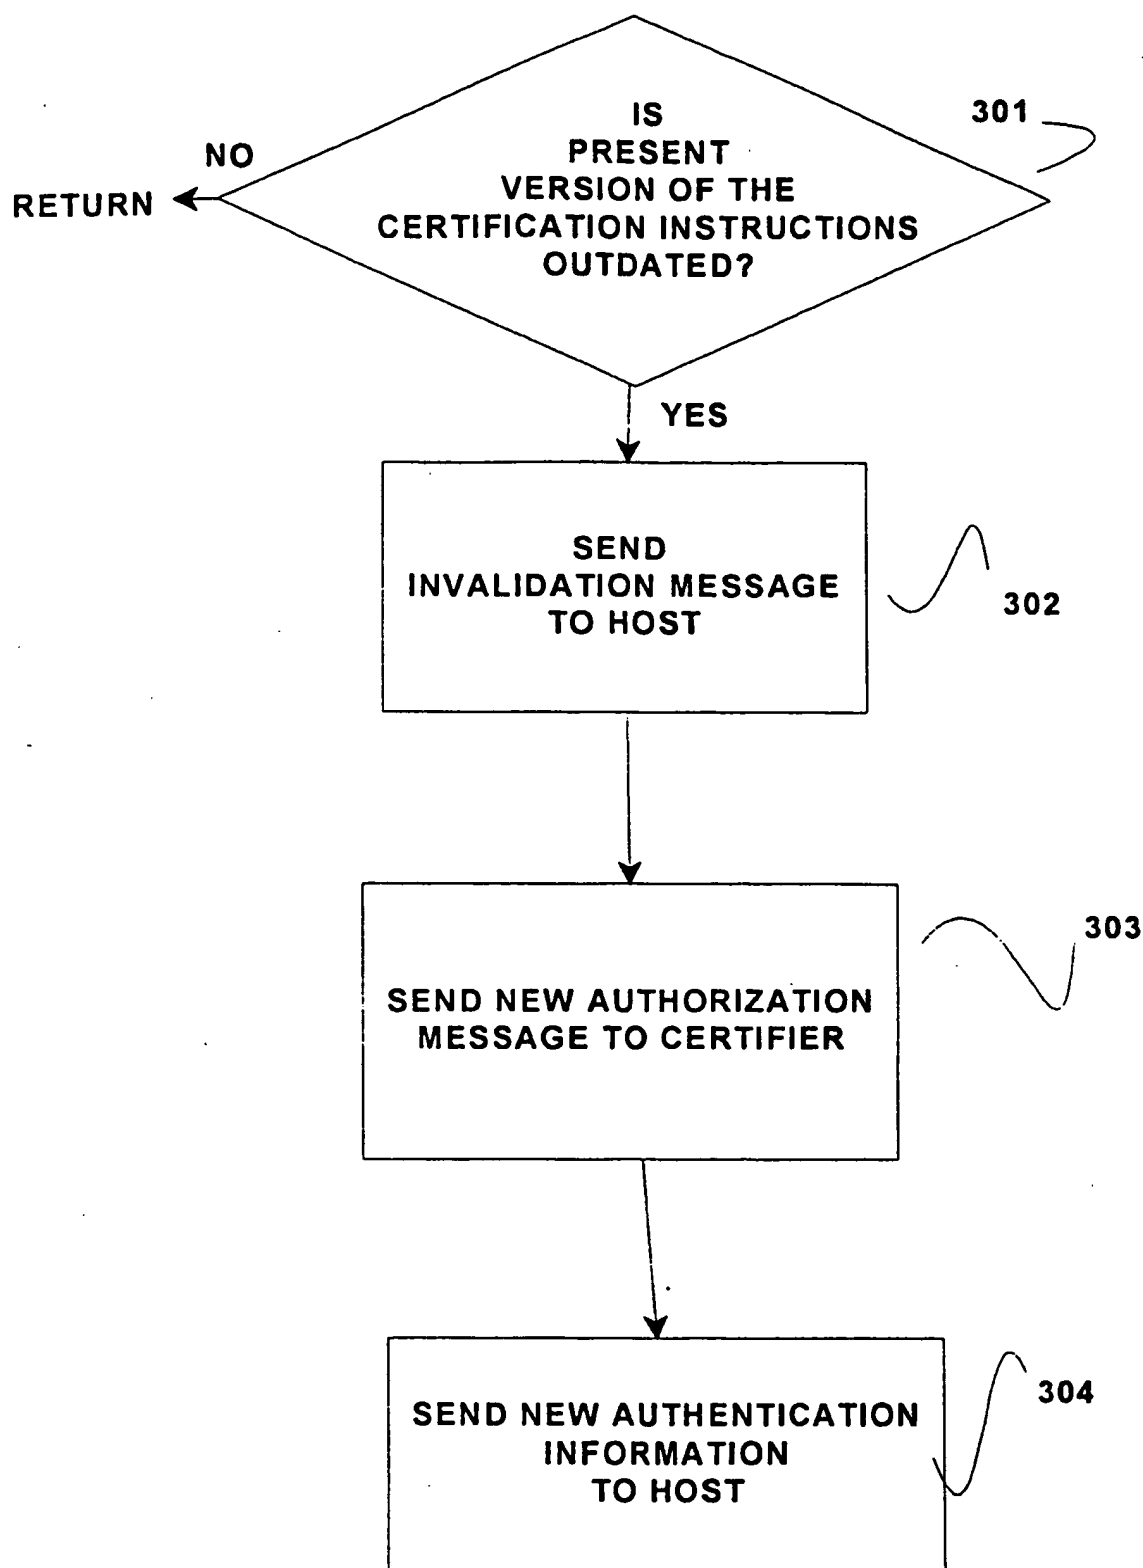 IS
PRESENT
VERSION OF THE
CERTIFICATION INSTRUCTIONS
OUTDATED?
301
NO
RETURN
YES
SEND
INVALIDATION MESSAGE
TO HOST
302
303
SEND NEW AUTHORIZATION
MESSAGE TO CERTIFIER
304
SEND NEW AUTHENTICATION
INFORMATION
TO HOST